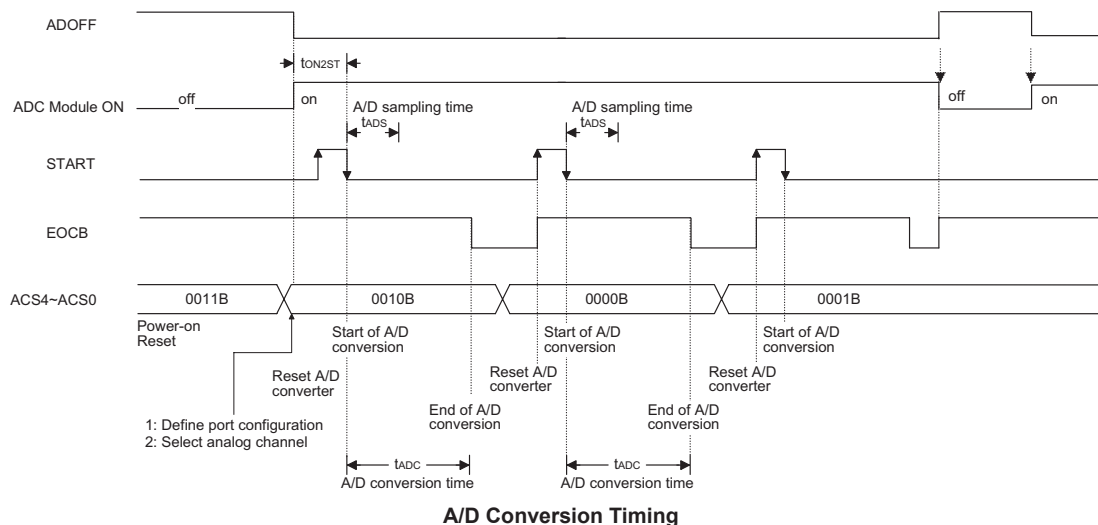 ADOFF
tON2ST
ADC Module ON
off
on
A/D sampling time
tADS
A/D sampling time
tADS
off
on
START
EOCB
ACS4~ACS0
0011B
0010B
0000B
0001B
Power-on
Reset
Start of A/D
conversion
Start of A/D
conversion
Start of A/D
conversion
Reset A/D
converter
Reset A/D
converter
Reset A/D
converter
1: Define port configuration
2: Select analog channel
End of A/D
conversion
End of A/D
conversion
tADC
A/D conversion time
tADC
A/D conversion time
A/D Conversion Timing